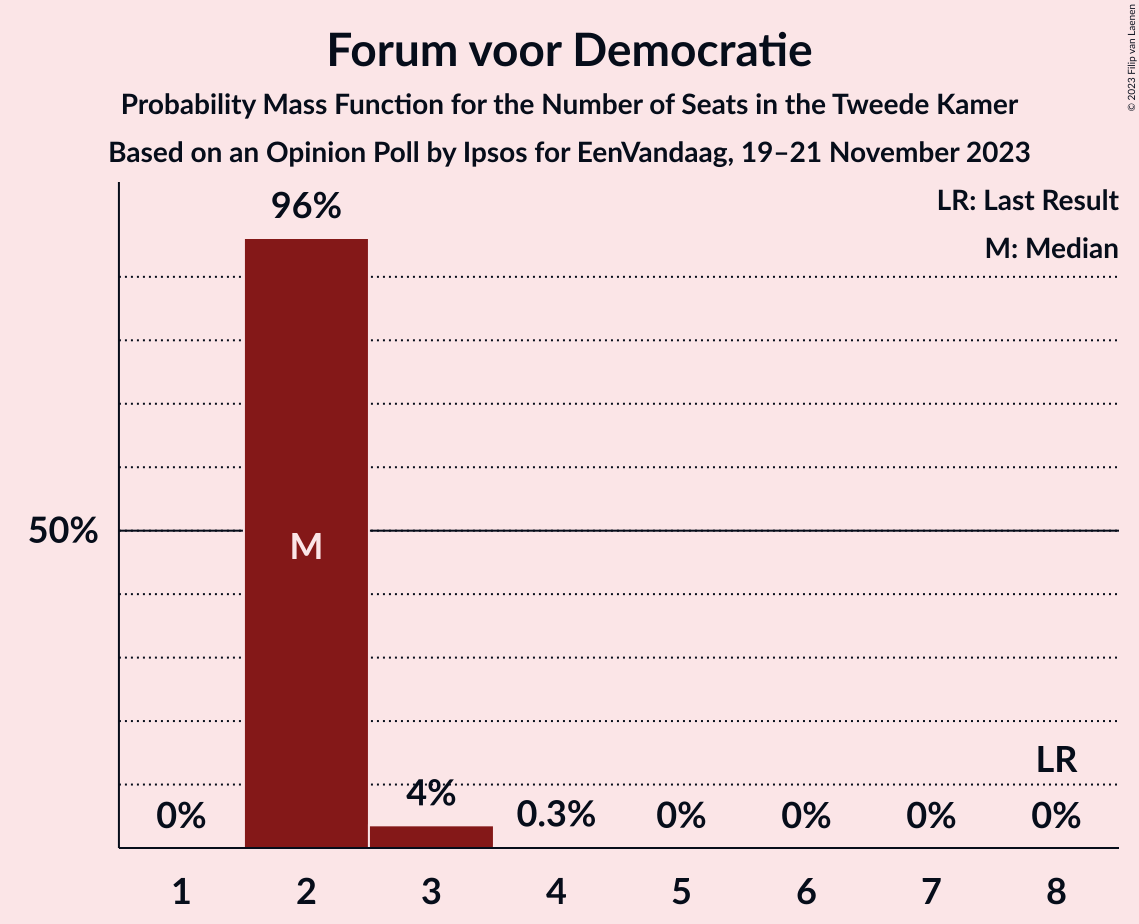 Forum voor Democratie
Probability Mass Function for the Number of Seats in the Tweede Kamer
Based on an Opinion Poll by Ipsos for EenVandaag, 19–21 November 2023
© 2023 Filip van Laenen
LR: Last Result
M: Median
96%
50%
M
LR
0%
4%
0.3%
0%
0%
0%
0%
1 2 3 4 5 6 7 8